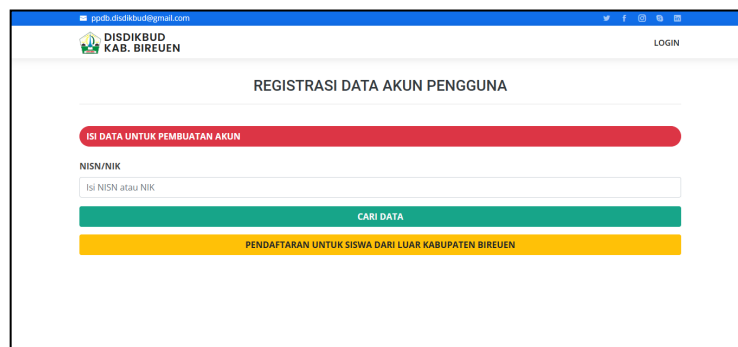 ppdb.disdikbud@gmail.com
DISDIKBUD
KAB. BIREUEN
LOGIN
REGISTRASI DATA AKUN PENGGUNA
ISI DATA UNTUK PEMBUATAN AKUN
NISN/NIK
Isi NISN atau NIK
CARI DATA
PENDAFTARAN UNTUK SISWA DARI LUAR KABUPATEN BIREUEN